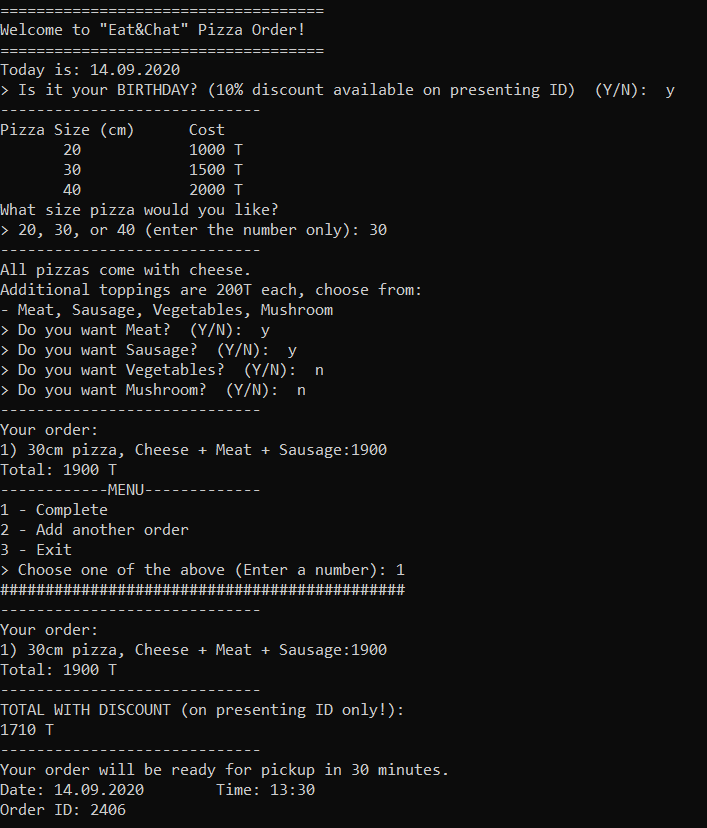 ====================================
Welcome to "Eat&Chat" Pizza Order!
====================================
Today is: 14.09.2020
> Is it your BIRTHDAY? (10% discount available on presenting ID)  (Y/N):  y
-----------------------------
Pizza Size (cm)      Cost
       20            1000 T
       30            1500 T
       40            2000 T
What size pizza would you like?
> 20, 30, or 40 (enter the number only): 30
-----------------------------
All pizzas come with cheese.
Additional toppings are 200T each, choose from:
- Meat, Sausage, Vegetables, Mushroom
> Do you want Meat?  (Y/N):  y
> Do you want Sausage?  (Y/N):  y
> Do you want Vegetables?  (Y/N):  n
> Do you want Mushroom?  (Y/N):  n
-----------------------------
Your order:
1) 30cm pizza, Cheese + Meat + Sausage:1900
Total: 1900 T
------------MENU-------------
1 - Complete
2 - Add another order
3 - Exit
> Choose one of the above (Enter a number): 1
#############################################
-----------------------------
Your order:
1) 30cm pizza, Cheese + Meat + Sausage:1900
Total: 1900 T
-----------------------------
TOTAL WITH DISCOUNT (on presenting ID only!):
1710 T
-----------------------------
Your order will be ready for pickup in 30 minutes.
Date: 14.09.2020        Time: 13:30
Order ID: 2406